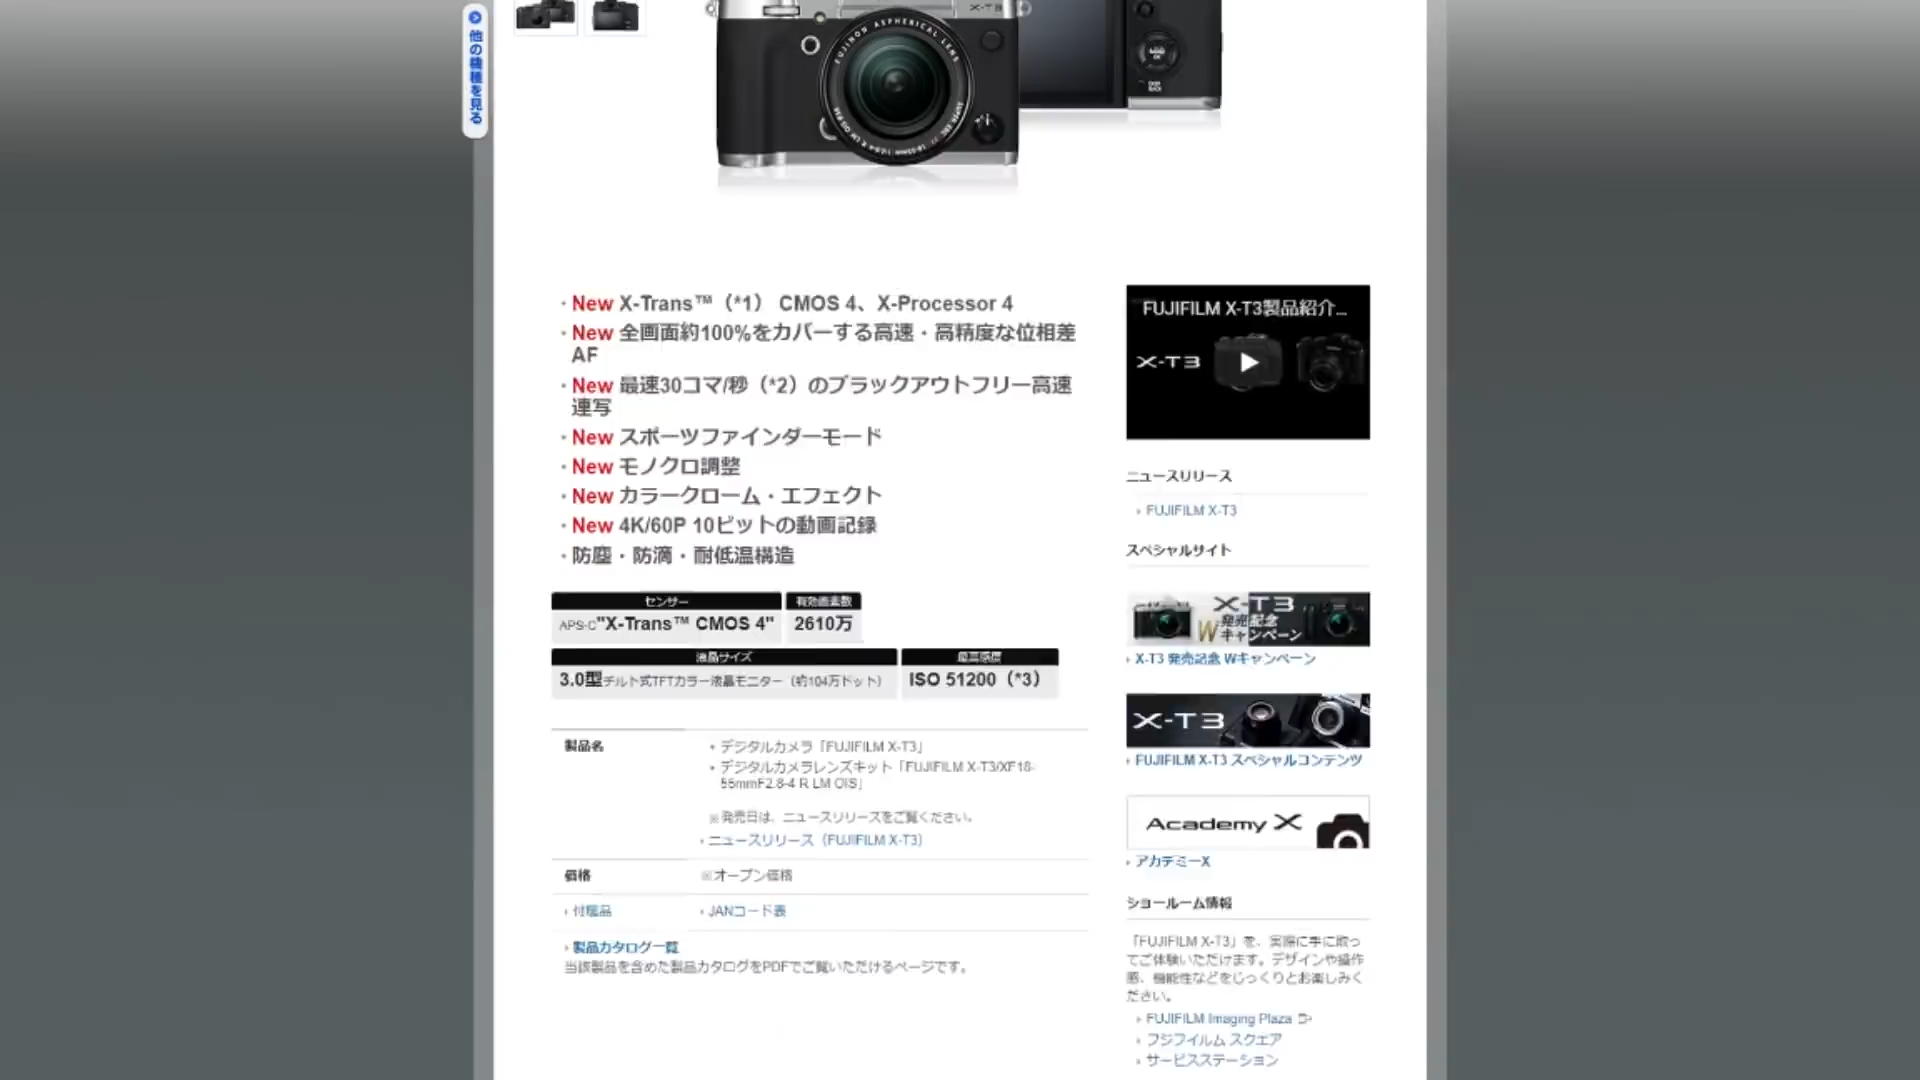 他の機種を見る
X-T3
FUJINON ASPHERICAL LENS
・New X-Trans™（*1） CMOS 4、X-Processor 4
・New 全画面約100%をカバーする高速・高精度な位相差
AF
・New 最速30コマ/秒（*2）のブラックアウトフリー高速
連写
・New スポーツファインダーモード
・New モノクロ調整
・New カラークローム・エフェクト
・New 4K/60P 10ビットの動画記録
・防塵・防滴・耐低温構造
センサー 有効画素数
APS-C"X-Trans™ CMOS 4" 2610万
液晶サイズ 最高感度
3.0型チルト式TFTカラー液晶モニター（約104万ドット） ISO 51200（*3）
製品名
デジタルカメラ「FUJIFILM X-T3」
デジタルカメラレンズキット「FUJIFILM X-T3/XF18-
55mmF2.8-4 R LM OIS」
※発売日は、ニュースリリースをご覧ください。
ニュースリリース（FUJIFILM X-T3）
価格 ※オープン価格
付属品 JANコード表
製品カタログ一覧
当該製品を含めた製品カタログをPDFでご覧いただけるページです。
FUJIFILM X-T3製品紹介...
X-T3
ニュースリリース
FUJIFILM X-T3
スペシャルサイト
X-T3
発売記念
Wキャンペーン
X-T3 発売記念 Wキャンペーン
X-T3
FUJIFILM X-T3 スペシャルコンテンツ
Academy X
アカデミーX
ショールーム情報
「FUJIFILM X-T3」を、実際に手に取っ
てご体験いただけます。デザインや操作
感、機能性などをじっくりとお楽しみく
ださい。
FUJIFILM Imaging Plaza
フジフイルム スクエア
サービスステーション